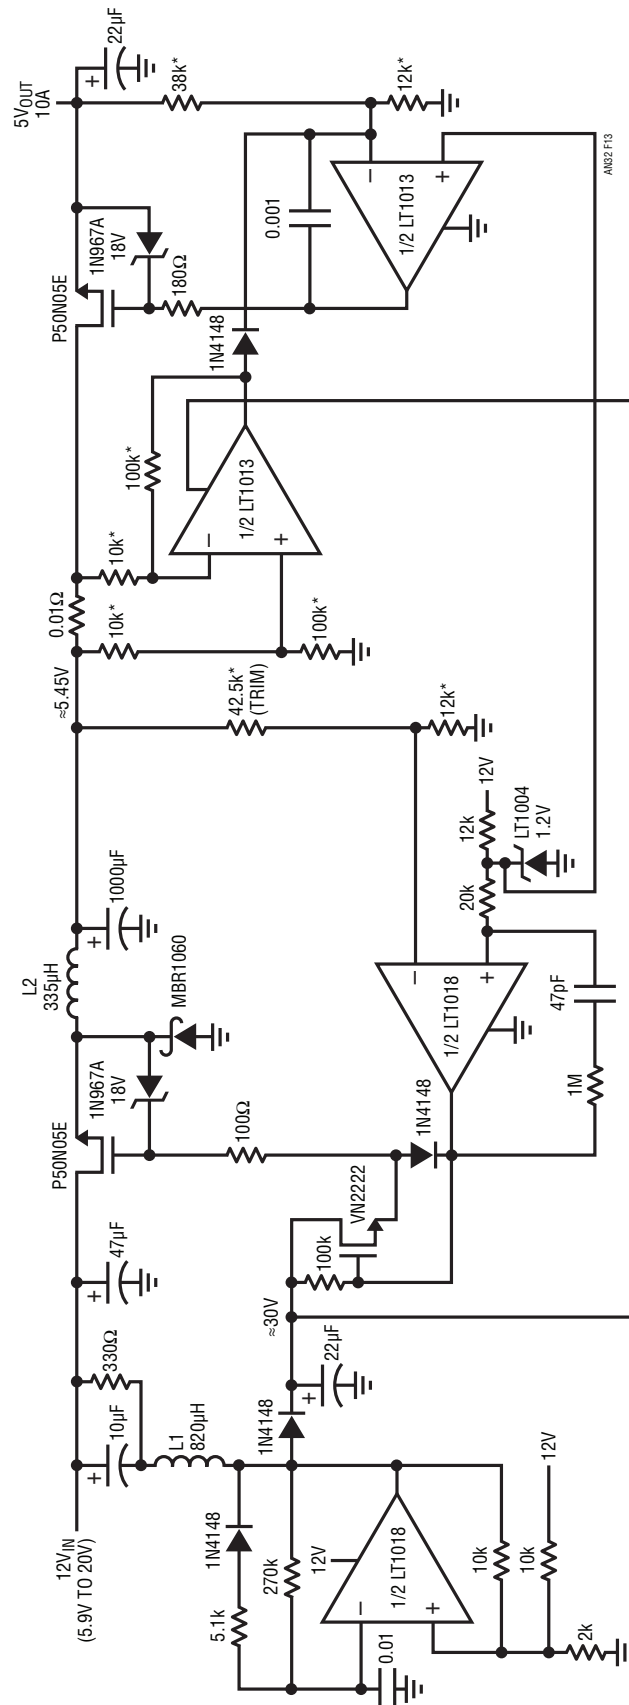 12V_IN
(5.9V TO 20V)
+
10µF
330Ω
L1
820µH
1N4148
5.1k
270k
12V
–
+
1/2 LT1018
0.01
10k
10k
12V
2k
1N4148
+
22µF
≈30V
100k
VN2222
+
47µF
P50N05E
1N967A
18V
100Ω
1N4148
MBR1060
L2
335µH
+
1000µF
–
+
1/2 LT1018
1M
47pF
20k
12k
12V
LT1004
1.2V
42.5k*
(TRIM)
12k*
≈5.45V
0.01Ω
10k*
10k*
100k*
100k*
–
+
1/2 LT1013
1N4148
P50N05E
1N967A
18V
180Ω
0.001
–
+
1/2 LT1013
5V_OUT
10A
+
22µF
38k*
12k*
AN32 F13